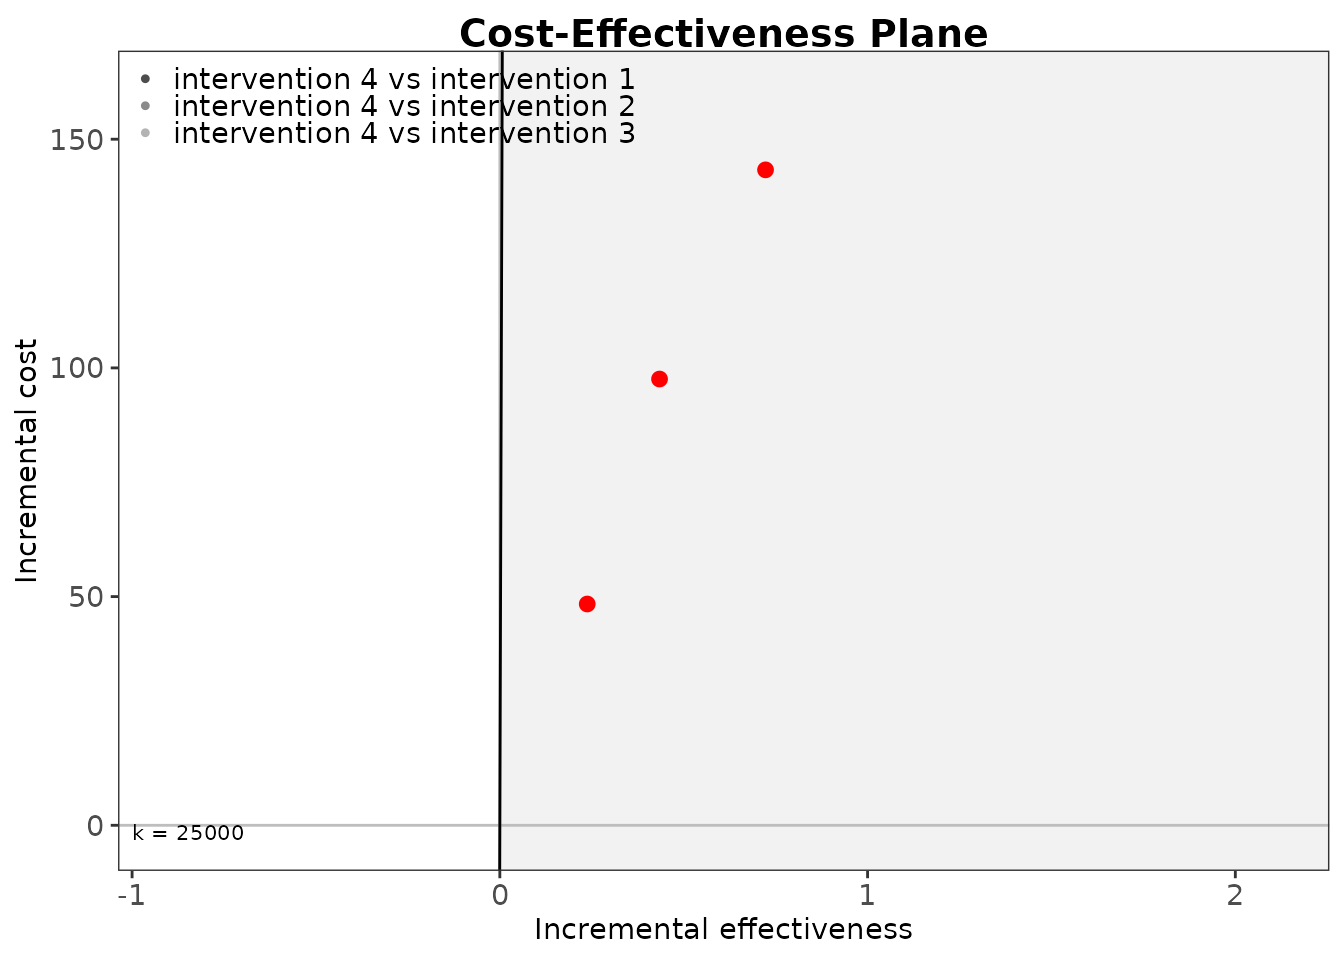 Cost-Effectiveness Plane
intervention 4 vs intervention 1
intervention 4 vs intervention 2
intervention 4 vs intervention 3
150
100
50
0
Incremental cost
k = 25000
-1
0
1
2
Incremental effectiveness